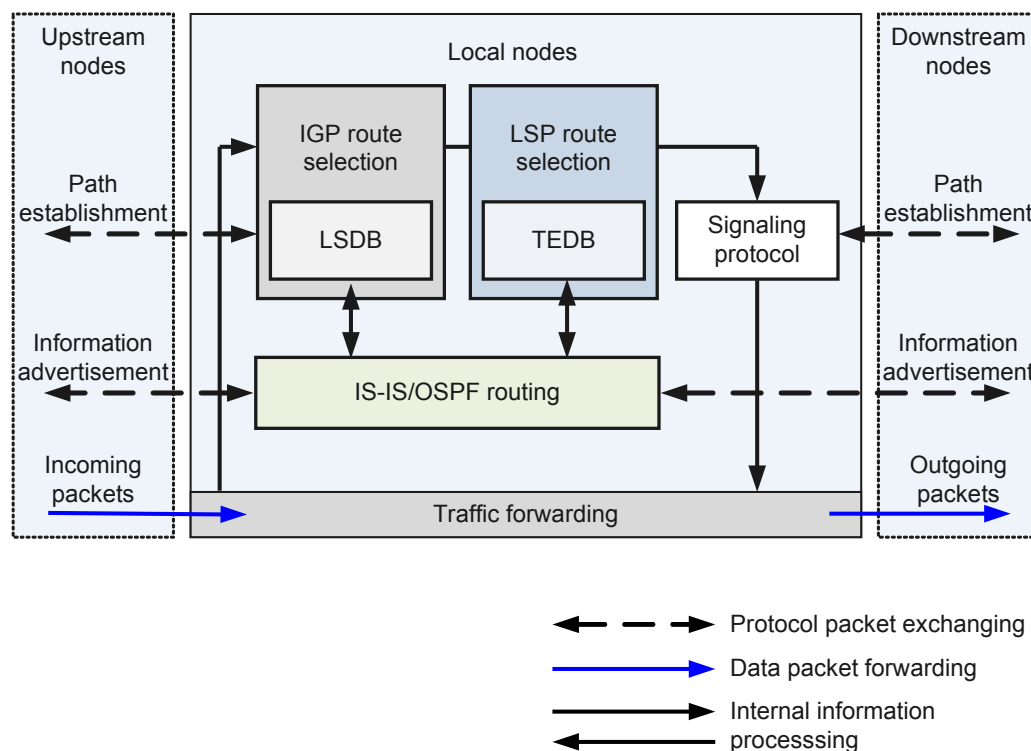 Upstream
nodes
Local nodes
Downstream
nodes
IGP route
selection
LSP route
selection
Path
establishment
LSDB
TEDB
Signaling
protocol
Path
establishment
Information
advertisement
IS-IS/OSPF routing
Information
advertisement
Incoming
packets
Traffic forwarding
Outgoing
packets
Protocol packet exchanging
Data packet forwarding
Internal information
processsing